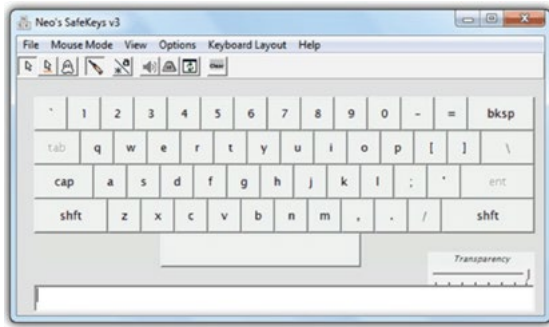 Neo's SafeKeys v3
File Mouse Mode View Options Keyboard Layout Help
Clear
` 1 2 3 4 5 6 7 8 9 0 - = bksp
tab q w e r t y u i o p [ ] \
cap a s d f g h j k l ; ' ent
shft z x c v b n m , . / shft
Transparency